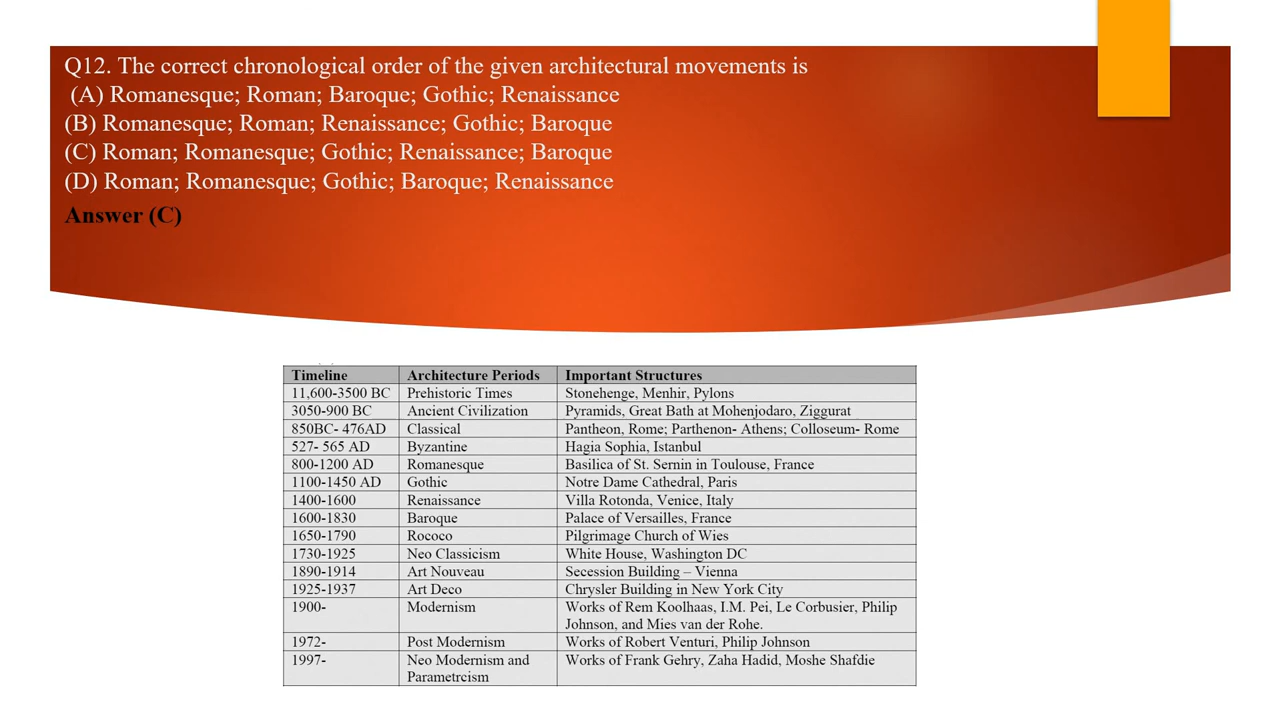 Q12. The correct chronological order of the given architectural movements is
(A) Romanesque; Roman; Baroque; Gothic; Renaissance
(B) Romanesque; Roman; Renaissance; Gothic; Baroque
(C) Roman; Romanesque; Gothic; Renaissance; Baroque
(D) Roman; Romanesque; Gothic; Baroque; Renaissance
Answer (C)
Timeline Architecture Periods Important Structures
11,600-3500 BC Prehistoric Times Stonehenge, Menhir, Pylons
3050-900 BC Ancient Civilization Pyramids, Great Bath at Mohenjodaro, Ziggurat
850BC- 476AD Classical Pantheon, Rome; Parthenon- Athens; Colloseum- Rome
527- 565 AD Byzantine Hagia Sophia, Istanbul
800-1200 AD Romanesque Basilica of St. Sernin in Toulouse, France
1100-1450 AD Gothic Notre Dame Cathedral, Paris
1400-1600 Renaissance Villa Rotonda, Venice, Italy
1600-1830 Baroque Palace of Versailles, France
1650-1790 Rococo Pilgrimage Church of Wies
1730-1925 Neo Classicism White House, Washington DC
1890-1914 Art Nouveau Secession Building – Vienna
1925-1937 Art Deco Chrysler Building in New York City
1900- Modernism Works of Rem Koolhaas, I.M. Pei, Le Corbusier, Philip
Johnson, and Mies van der Rohe.
1972- Post Modernism Works of Robert Venturi, Philip Johnson
1997- Neo Modernism and Works of Frank Gehry, Zaha Hadid, Moshe Shafdie
Parametrcism